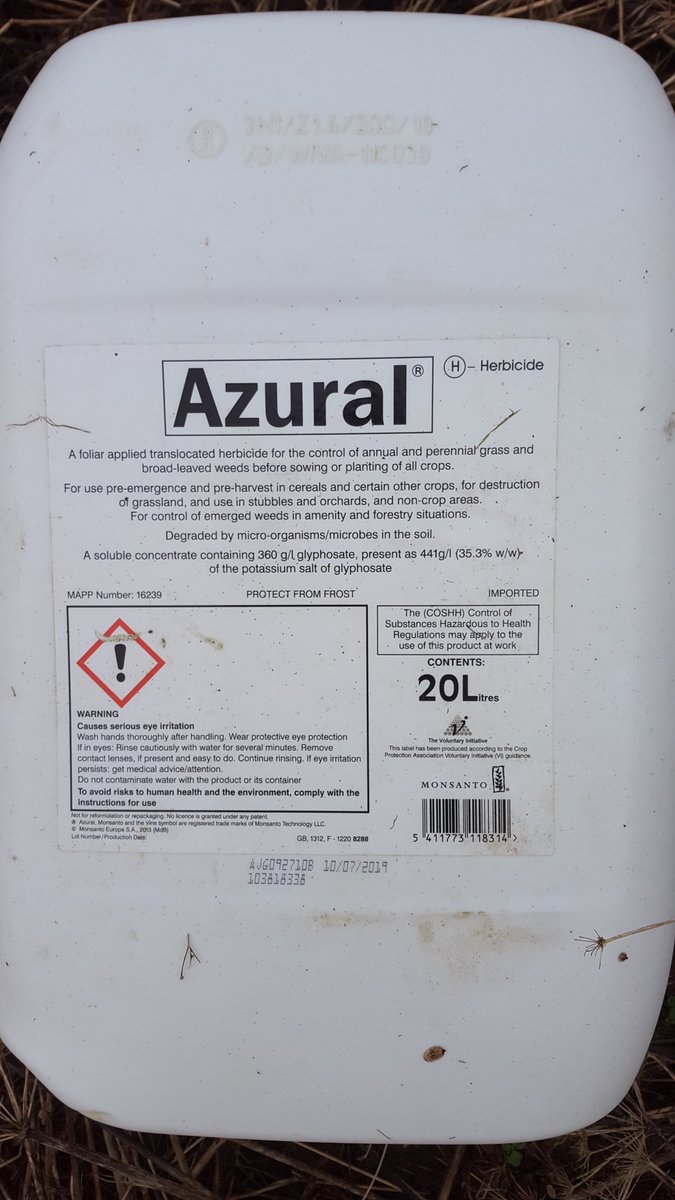 Azural®
H – Herbicide
A foliar applied translocated herbicide for the control of annual and perennial grass and
broad-leaved weeds before sowing or planting of all crops.
For use pre-emergence and pre-harvest in cereals and certain other crops, for destruction
of grassland, and use in stubbles and orchards, and non-crop areas.
For control of emerged weeds in amenity and forestry situations.
Degraded by micro-organisms/microbes in the soil.
A soluble concentrate containing 360 g/l glyphosate, present as 441g/l (35.3% w/w)
of the potassium salt of glyphosate
MAPP Number: 16239
PROTECT FROM FROST
IMPORTED
!
WARNING
Causes serious eye irritation
Wash hands thoroughly after handling. Wear protective eye protection
If in eyes: Rinse cautiously with water for several minutes. Remove
contact lenses, if present and easy to do. Continue rinsing. If eye irritation
persists: get medical advice/attention.
Do not contaminate water with the product or its container
To avoid risks to human health and the environment, comply with the
instructions for use
The (COSHH) Control of
Substances Hazardous to Health
Regulations may apply to the
use of this product at work
CONTENTS:
20Litres
The Voluntary Initiative
This label has been produced according to the Crop
Protection Association Voluntary Initiative (VI) guidance.
MONSANTO
5 411773 118314 >
Not for reformulation or repackaging. No licence is granted under any patent.
® Azural, Monsanto and the Vine symbol are registered trade marks of Monsanto Technology LLC.
© Monsanto Europe S.A., 2013 (MdB)
Lot Number/Production Date:
GB, 1312, F - 1220 8288
AJG0927108 10/07/2019
103818338